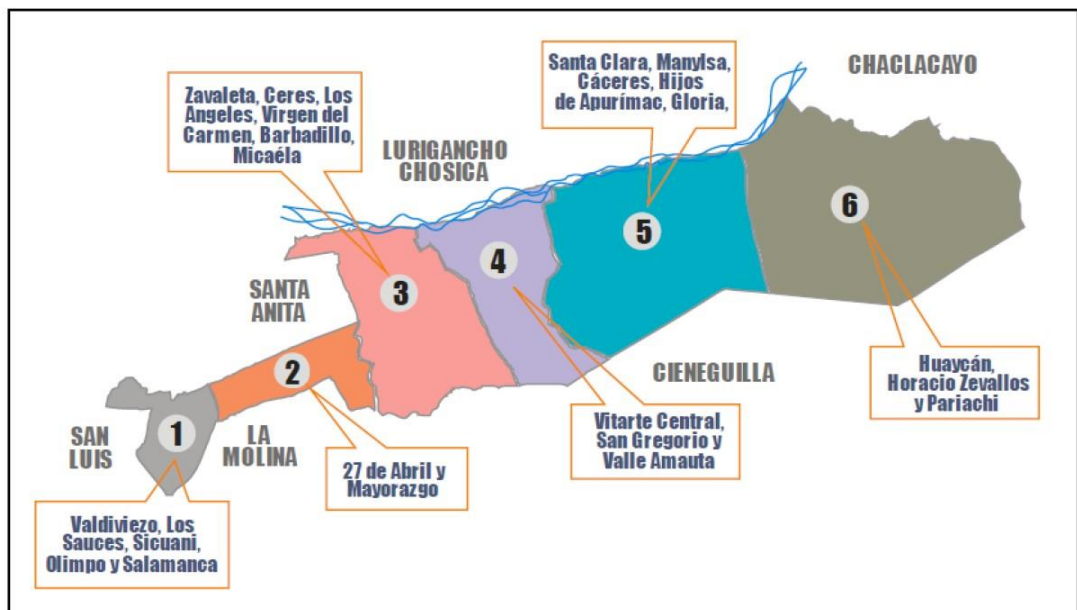 Santa Clara, Manylsa,
Cáceres, Hijos
de Apurímac, Gloria,
CHACLACAYO
Zavaleta, Ceres, Los
Angeles, Virgen del
Carmen, Barbadillo,
Micaéla
LURIGANCHO
CHOSICA
6
5
4
3
SANTA
ANITA
2
Huaycán,
Horacio Zevallos
y Pariachi
CIENEGUILLA
1
SAN
LUIS
LA
MOLINA
Vitarte Central,
San Gregorio y
Valle Amauta
27 de Abril y
Mayorazgo
Valdiviezo, Los
Sauces, Sicuani,
Olimpo y Salamanca